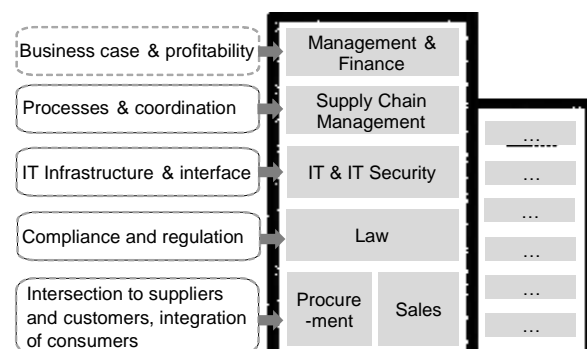 Business case & profitability
Management &
Finance
Processes & coordination
Supply Chain
Management
IT Infrastructure & interface
IT & IT Security
Compliance and regulation
Law
Intersection to suppliers
and customers, integration
of consumers
Procure
-ment
Sales
...
...
...
...
...
...